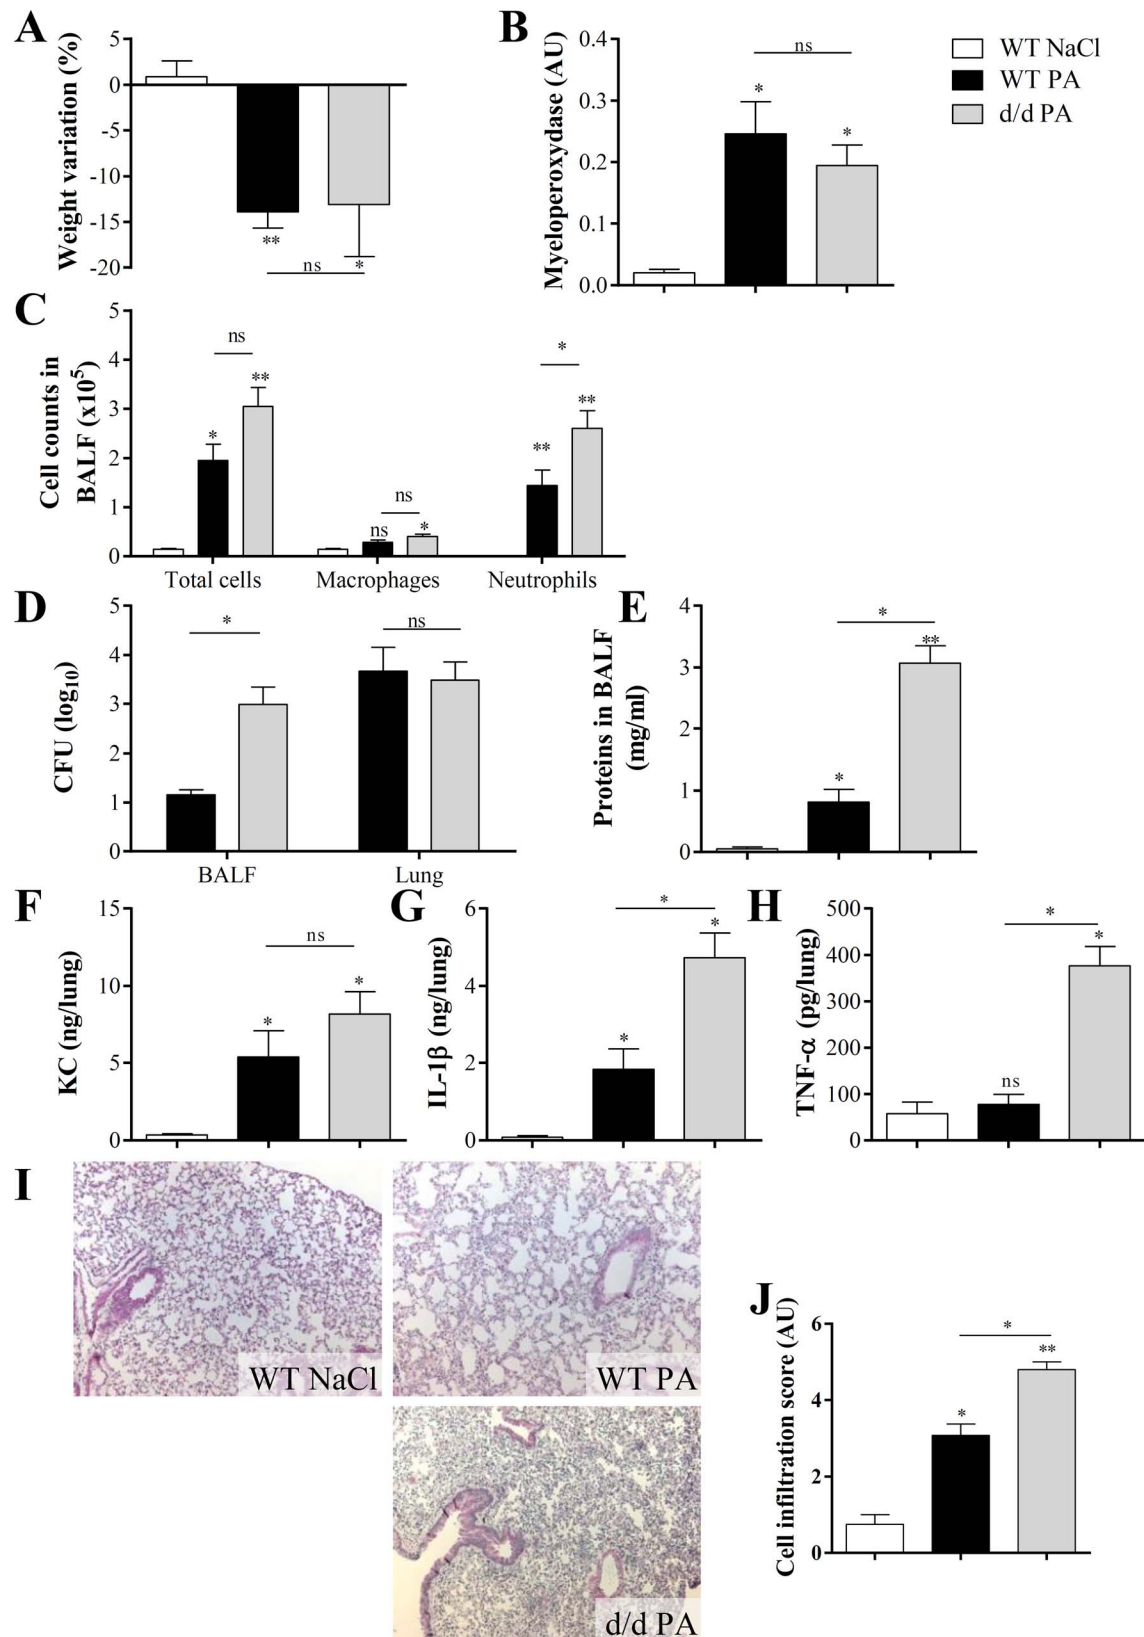 A
Weight variation (%)
5
0
-5
-10
-15
-20
**
ns
*
B
Myeloperoxydase (AU)
0.4
0.3
0.2
0.1
0.0
ns
*
*
WT NaCl
WT PA
d/d PA
C
Cell counts in
BALF (x10⁵)
5
4
3
2
1
0
ns
*
**
ns
ns
*
*
**
**
Total cells
Macrophages
Neutrophils
D
CFU (log₁₀)
5
4
3
2
1
0
*
ns
BALF
Lung
E
Proteins in BALF
(mg/ml)
4
3
2
1
0
*
*
**
F
KC (ng/lung)
15
10
5
0
ns
*
*
G
IL-1β (ng/lung)
6
4
2
0
*
*
*
H
TNF-α (pg/lung)
500
400
300
200
100
0
*
ns
*
I
WT NaCl
WT PA
d/d PA
J
Cell infiltration score (AU)
6
4
2
0
*
*
**